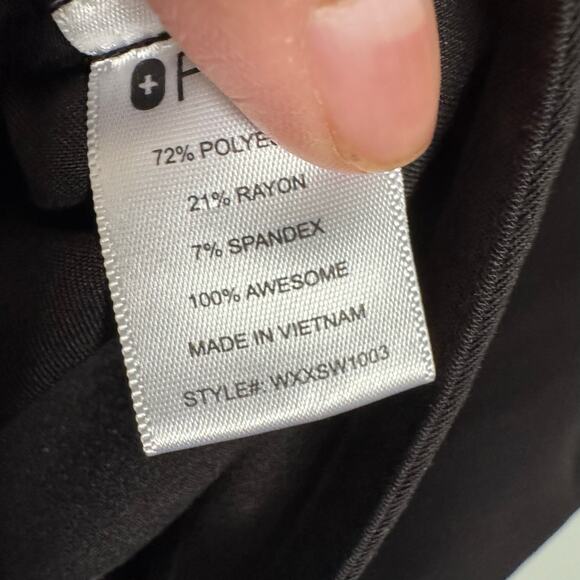 72% POLYES
21% RAYON
7% SPANDEX
100% AWESOME
MADE IN VIETNAM
STYLE#: WXXSW1003